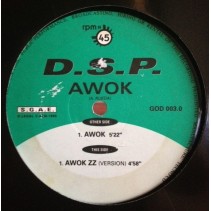 rpm
45
D.S.P.
AWOK
S.G.A.E.
GOD 003.0
OTHER SIDE
1. AWOK 5'22"
THIS SIDE
1. AWOK ZZ (VERSION) 4'58"